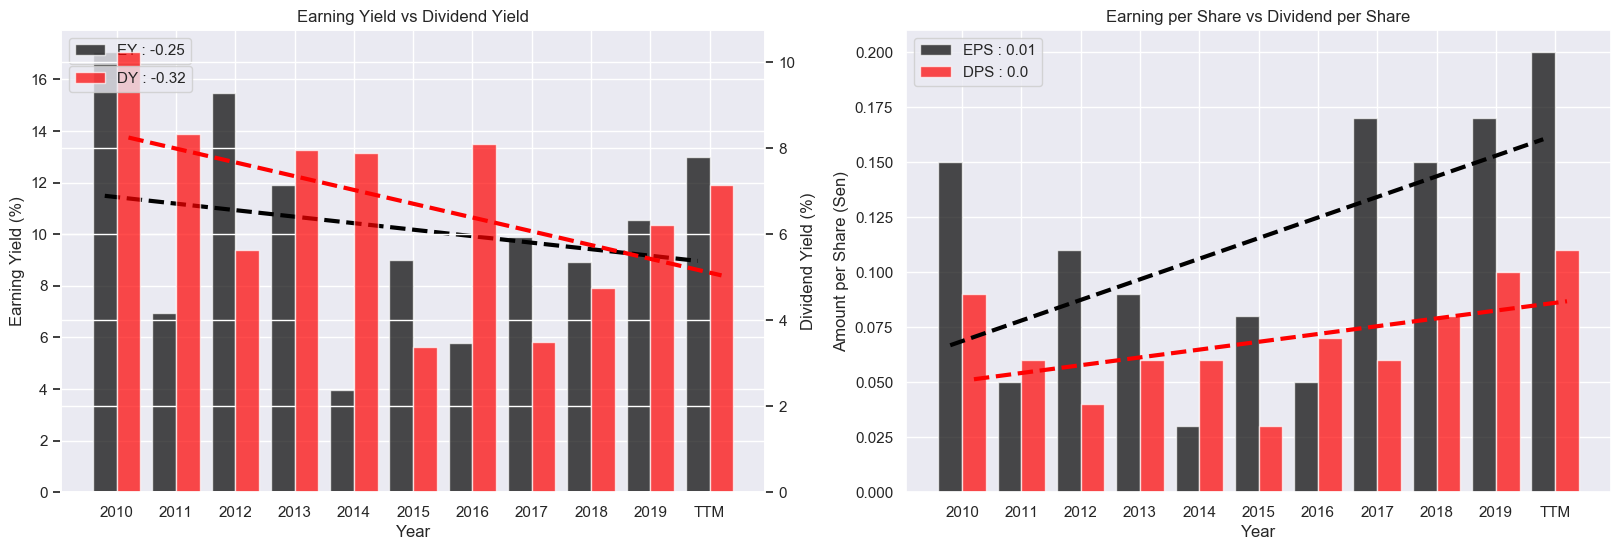 Earning Yield vs Dividend Yield
EY : -0.25
DY : -0.32
Earning Yield (%)
16
14
12
10
8
6
4
2
0
10
8
6
4
2
0
Dividend Yield (%)
2010 2011 2012 2013 2014 2015 2016 2017 2018 2019 TTM
Year
Earning per Share vs Dividend per Share
EPS : 0.01
DPS : 0.0
Amount per Share (Sen)
0.200
0.175
0.150
0.125
0.100
0.075
0.050
0.025
0.000
2010 2011 2012 2013 2014 2015 2016 2017 2018 2019 TTM
Year